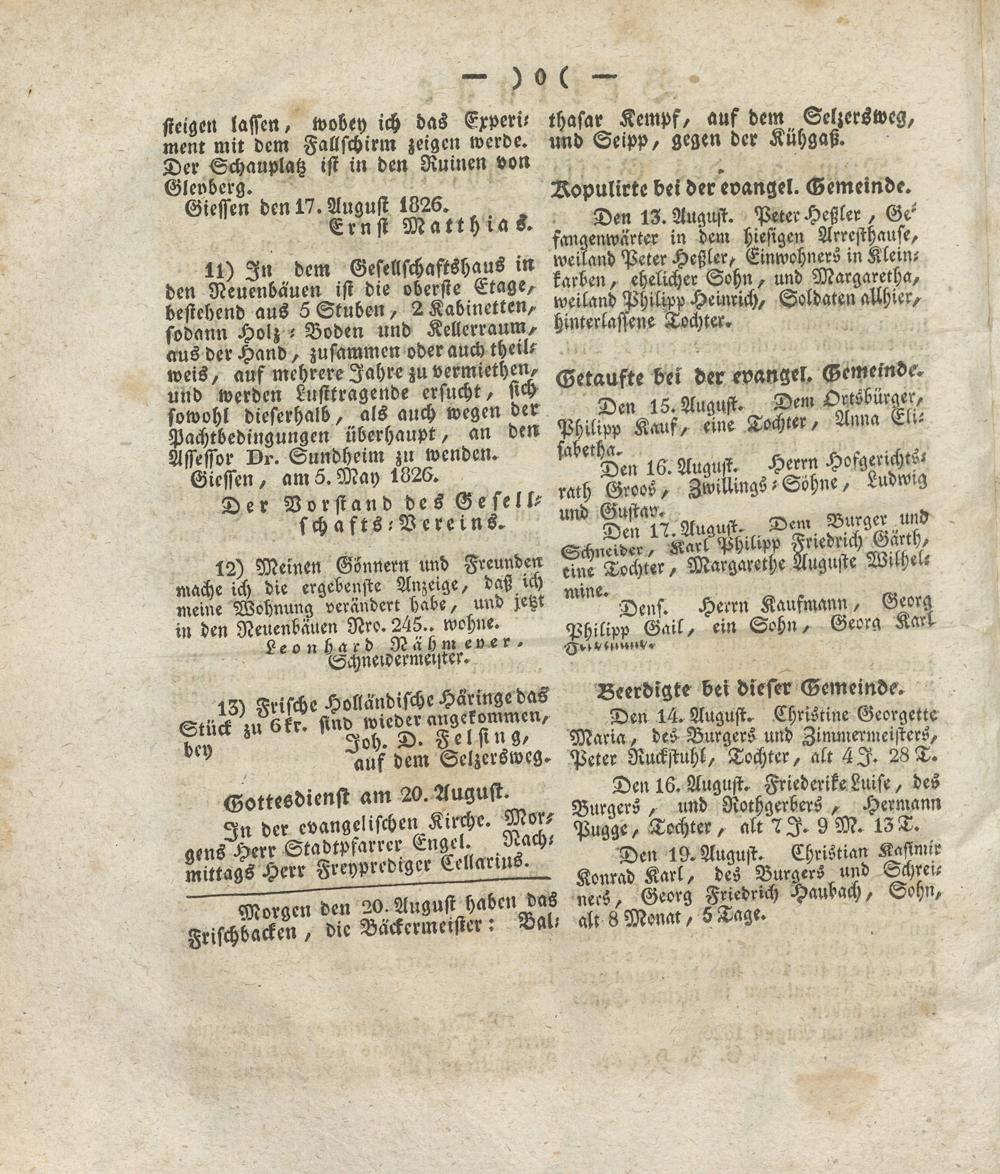 — ) 0 ( —
steigen lassen, wobey ich das Experi⸗
ment mit dem Fallschirm zeigen werde.
Der Schauplatz ist in den Ruinen von
Gleyberg.
Giessen den 17. August 1826.
Ernst Matthias.
11) In dem Gesellschaftshaus in
den Neuenbäuen ist die oberste Etage,
bestehend aus 5 Stuben, 2 Kabinetten,
sodann Holz⸗Boden und Kellerraum,
aus der Hand, zusammen oder auch theil⸗
weis, auf mehrere Jahre zu vermiethen,
und werden Lusttragende ersucht, sich
sowohl dieserhalb, als auch wegen der
Pachtbedingungen überhaupt, an den
Assessor Dr. Sundheim zu wenden.
Giessen, am 5. May 1826.
Der Vorstand des Gesell⸗
schafts⸗Vereins.
12) Meinen Gönnern und Freunden
mache ich die ergebenste Anzeige, daß ich
meine Wohnung verändert habe, und jetzt
in den Neuenbäuen Nro. 245.. wohne.
Leonhard Nähmeyer,
Schneidermeister.
13) Frische Holländische Häringe das
Stück zu 6 kr. sind wieder angekommen,
bey Joh. D. Felsing,
auf dem Selzersweg.
Gottesdienst am 20. August.
In der evangelischen Kirche. Mor⸗
gens Herr Stadtpfarrer Engel. Nach⸗
mittags Herr Freyprediger Cellarius.
Morgen den 20. August haben das
Frischbacken, die Bäckermeister: Bal⸗
thasar Kempf, auf dem Selzersweg,
und Seipp, gegen der Kühgaß.
Kopulirte bei der evangel. Gemeinde.
Den 13. August. Peter Heßler, Ge⸗
fangenwärter in dem hiesigen Arresthause,
weiland Peter Heßler, Einwohners in Klein⸗
karben, ehelicher Sohn, und Margaretha,
weiland Philipp Heinrich, Soldaten allhier,
hinterlassene Tochter.
Getaufte bei der evangel. Gemeinde.
Den 15. August. Dem Ortsbürger,
Philipp Kauf, eine Tochter, Anna Eli⸗
sabetha.
Den 16. August. Herrn Hofgerichts⸗
rath Groos, Zwillings⸗Söhne, Ludwig
und Gustav.
Den 17. August. Dem Burger und
Schneider, Karl Philipp Friedrich Gärth,
eine Tochter, Margarethe Auguste Wilhel⸗
mine.
Dens. Herrn Kaufmann, Georg
Philipp Gail, ein Sohn, Georg Karl
Beerdigte bei dieser Gemeinde.
Den 14. August. Christine Georgette
Maria, des Burgers und Zimmermeisters,
Peter Ruckstuhl, Tochter, alt 4 J. 28 T.
Den 16. August. Friederike Luise, des
Burgers, und Rothgerbers, Hermann
Pugge, Tochter, alt 7 J. 9 M. 13 T.
Den 19. August. Christian Kasimir
Konrad Karl, des Burgers und Schrei⸗
ners, Georg Friedrich Haubach, Sohn,
alt 8 Monat, 5 Tage.